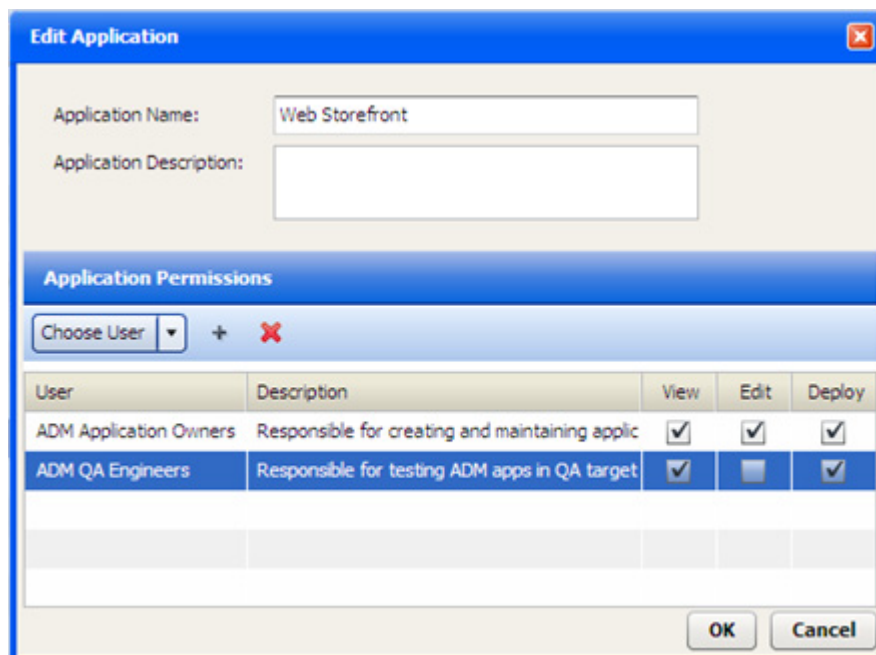 Edit Application
Application Name: Web Storefront
Application Description:
Application Permissions
Choose User
User Description View Edit Deploy
ADM Application Owners Responsible for creating and maintaining applic
ADM QA Engineers Responsible for testing ADM apps in QA target
OK Cancel